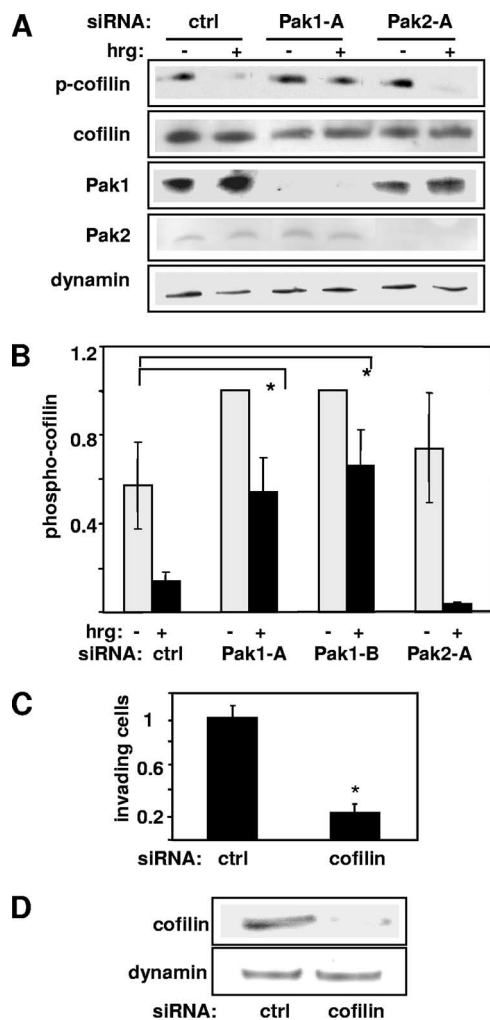 A
siRNA: ctrl Pak1-A Pak2-A
hrg: - + - + - +
p-cofilin
cofilin
Pak1
Pak2
dynamin
B
phospho-cofilin
1.2
0.8
0.4
* *
hrg: - + - + - + - +
siRNA: ctrl Pak1-A Pak1-B Pak2-A
C
invading cells
1
0.6
0.2
*
siRNA: ctrl cofilin
D
cofilin
dynamin
siRNA: ctrl cofilin